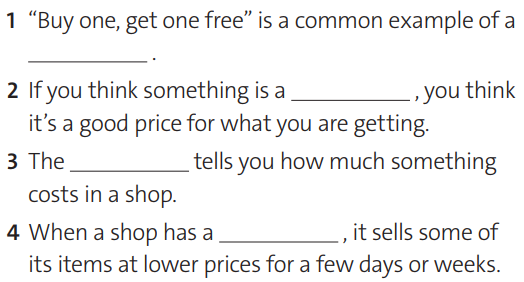 1 “Buy one, get one free” is a common example of a
__________ .
2 If you think something is a __________ , you think
it’s a good price for what you are getting.
3 The __________ tells you how much something
costs in a shop.
4 When a shop has a __________ , it sells some of
its items at lower prices for a few days or weeks.